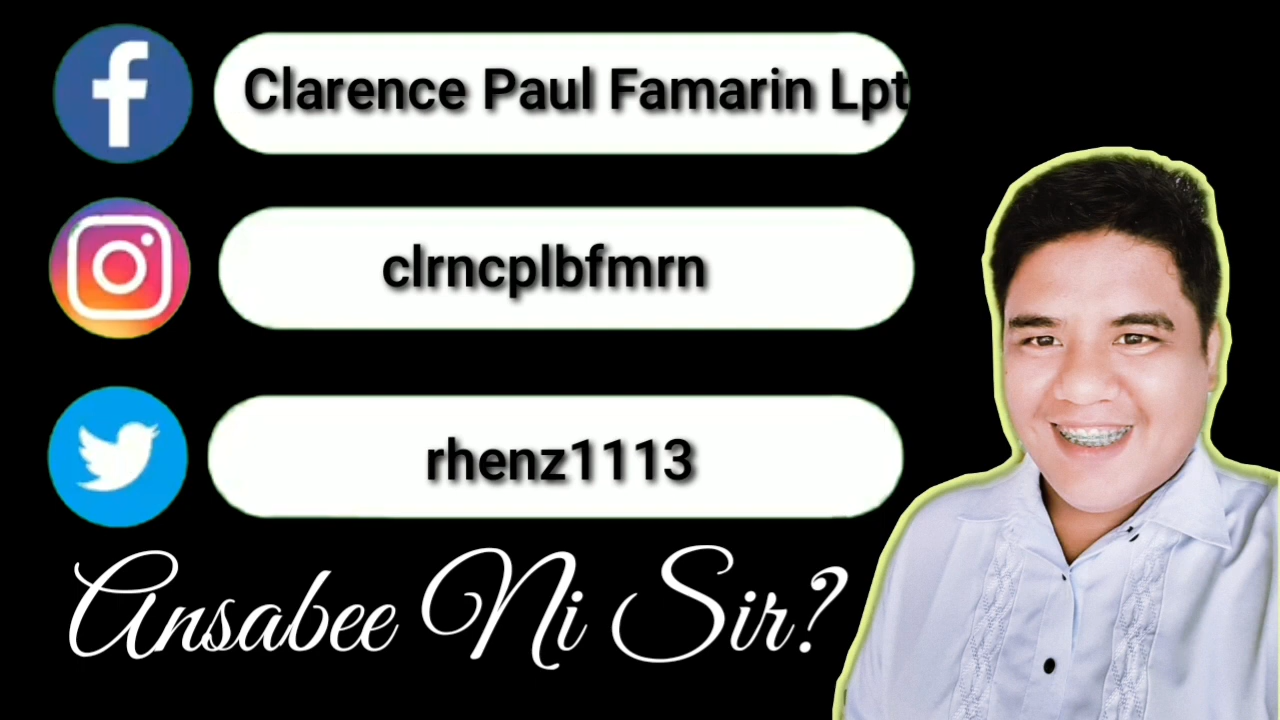 Clarence Paul Famarin Lpt
clrncplbfmrn
rhenz1113
Ansabee Ni Sir?